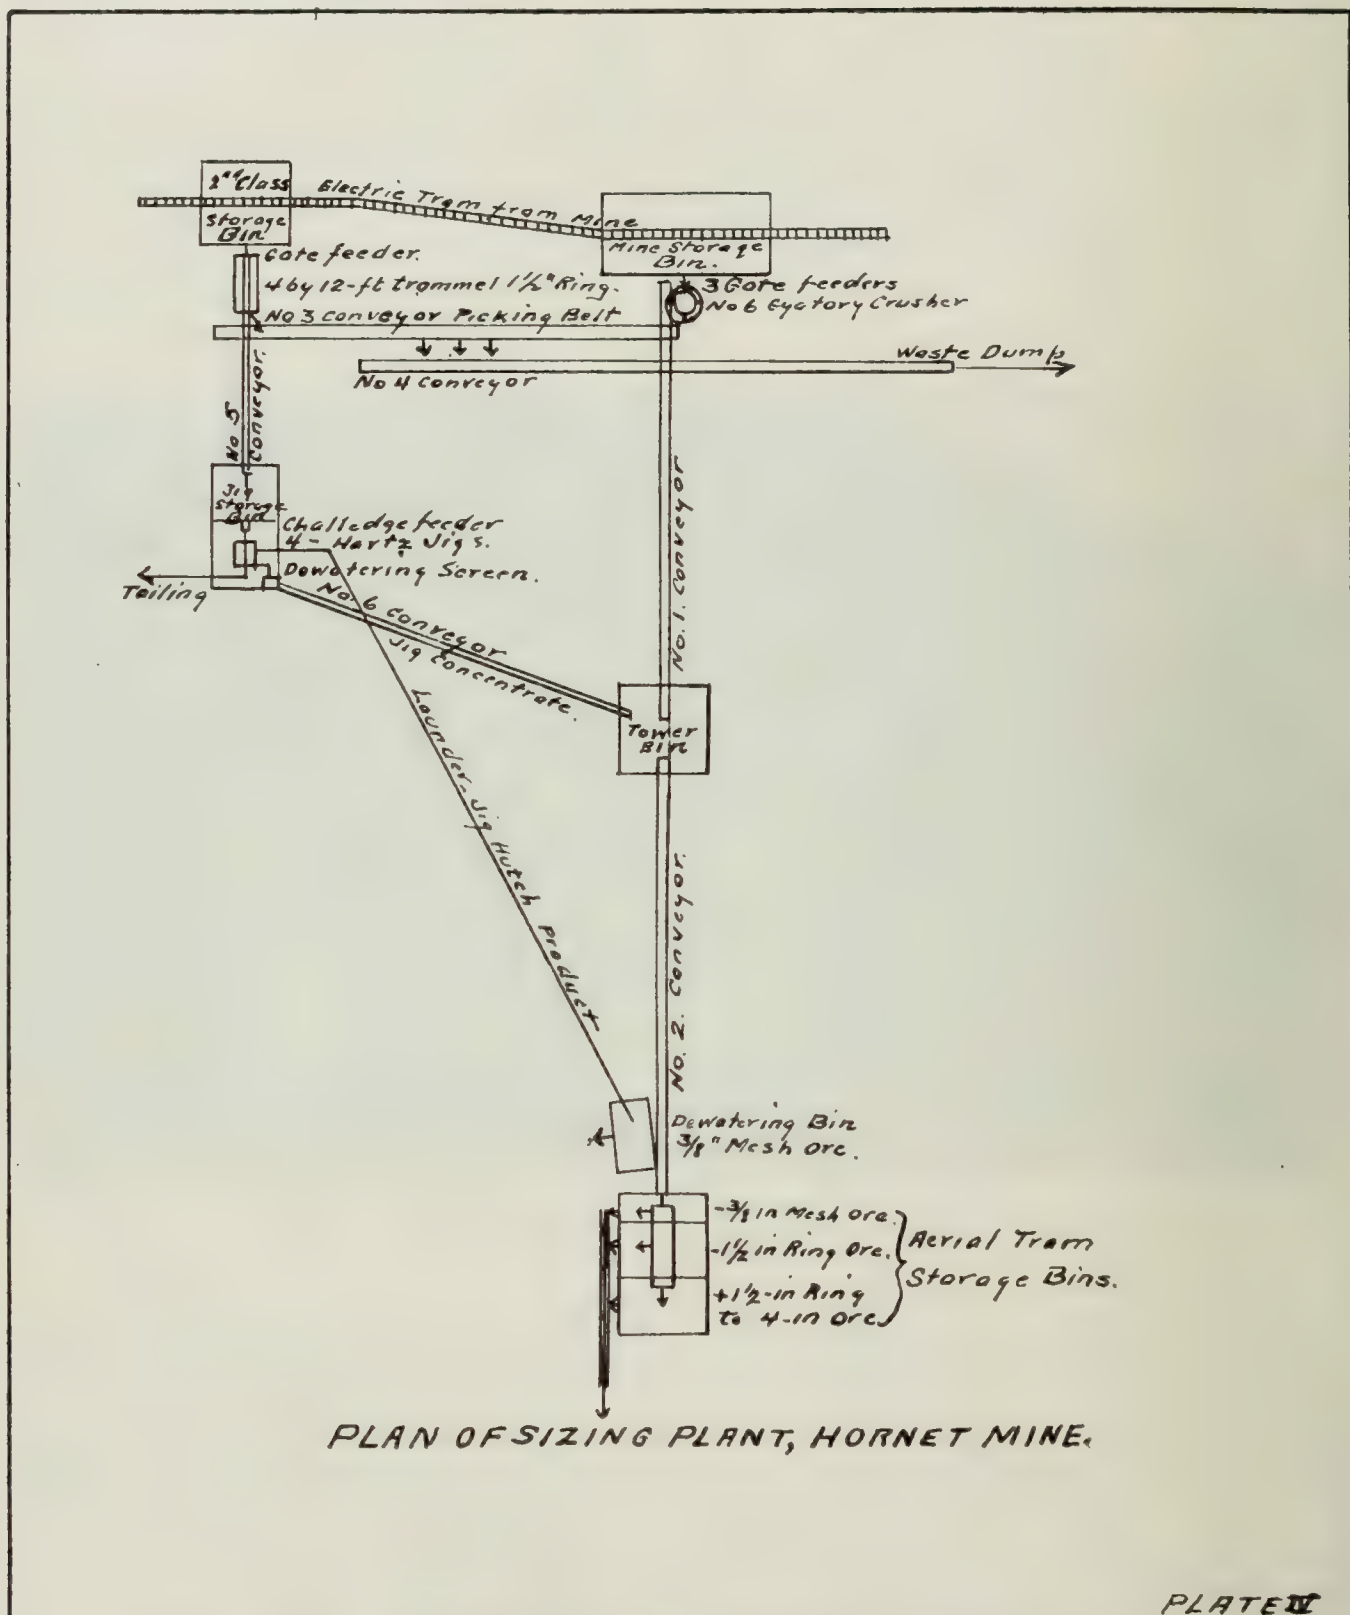 2nd Class
Storage
Bin
Electric Tram from Mine
Mine Storage
Bin.
Gate feeder.
4 by 12-ft trommel 1½" Ring.
3 Gate feeders
No 6 Gyatory Crusher
No 3 conveyor Picking Belt
Waste Dump
No 4 conveyor
No 5
Conveyor.
Jig
Storage
Bin
Challedge feeder
4 - Hartz Jigs.
Dewatering Screen.
Tailing
No. 6 Conveyor
Jig Concentrate.
No. 1. Conveyor
Tower
Bin
Launder-Jig Hutch Product
No. 2. Conveyor.
Dewatering Bin
3/8" Mesh Ore.
-3/8 in Mesh Ore.
-1½ in Ring Ore.
+1½-in Ring
to 4-in Ore
Aerial Tram
Storage Bins.
PLAN OF SIZING PLANT, HORNET MINE.
PLATE IV